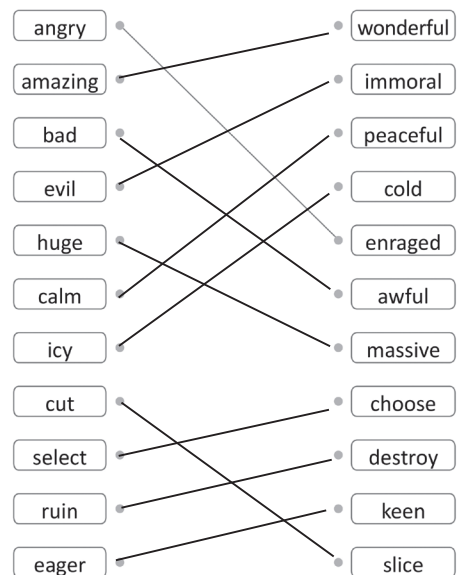 angry wonderful
amazing immoral
bad peaceful
evil cold
huge enraged
calm awful
icy massive
cut choose
select destroy
ruin keen
eager slice